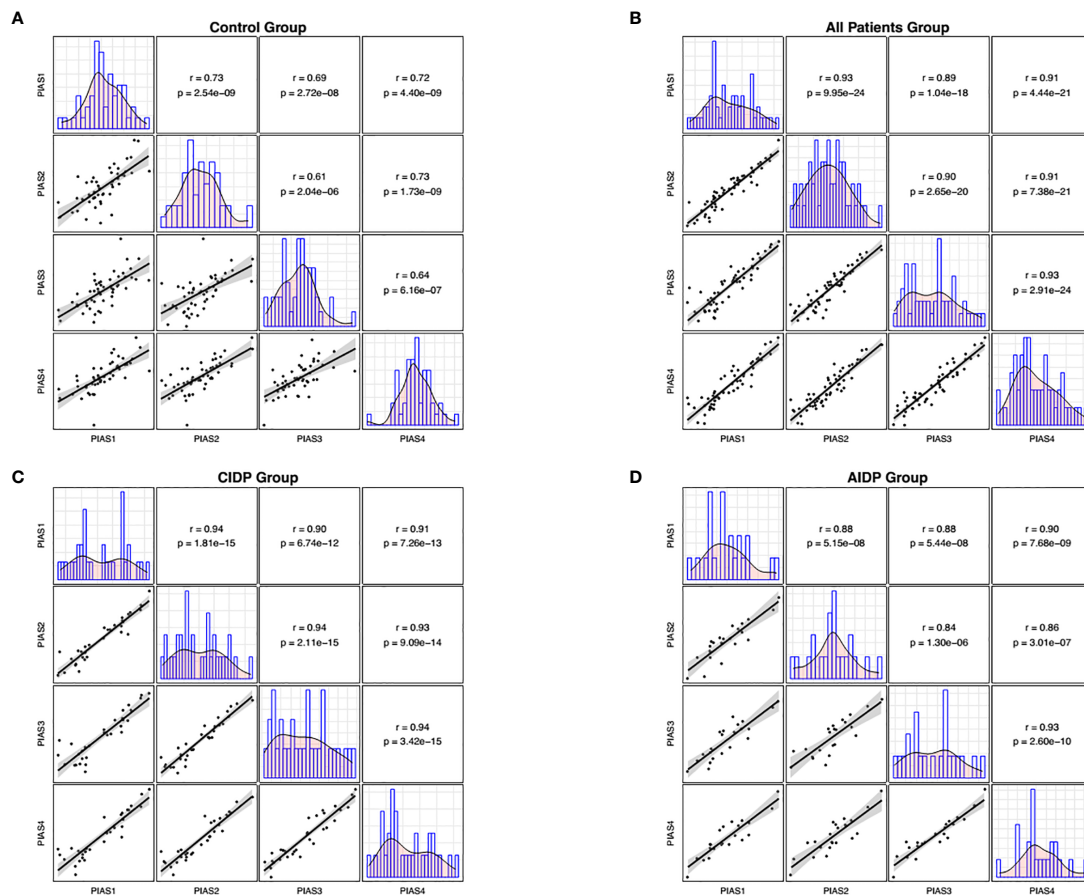 A
Control Group
PIAS1
r = 0.73
p = 2.54e−09
r = 0.69
p = 2.72e−08
r = 0.72
p = 4.40e−09
PIAS2
r = 0.61
p = 2.04e−06
r = 0.73
p = 1.73e−09
PIAS3
r = 0.64
p = 6.16e−07
PIAS4
PIAS1
PIAS2
PIAS3
PIAS4
B
All Patients Group
PIAS1
r = 0.93
p = 9.95e−24
r = 0.89
p = 1.04e−18
r = 0.91
p = 4.44e−21
PIAS2
r = 0.90
p = 2.65e−20
r = 0.91
p = 7.38e−21
PIAS3
r = 0.93
p = 2.91e−24
PIAS4
PIAS1
PIAS2
PIAS3
PIAS4
C
CIDP Group
PIAS1
r = 0.94
p = 1.81e−15
r = 0.90
p = 6.74e−12
r = 0.91
p = 7.26e−13
PIAS2
r = 0.94
p = 2.11e−15
r = 0.93
p = 9.09e−14
PIAS3
r = 0.94
p = 3.42e−15
PIAS4
PIAS1
PIAS2
PIAS3
PIAS4
D
AIDP Group
PIAS1
r = 0.88
p = 5.15e−08
r = 0.88
p = 5.44e−08
r = 0.90
p = 7.68e−09
PIAS2
r = 0.84
p = 1.30e−06
r = 0.86
p = 3.01e−07
PIAS3
r = 0.93
p = 2.60e−10
PIAS4
PIAS1
PIAS2
PIAS3
PIAS4